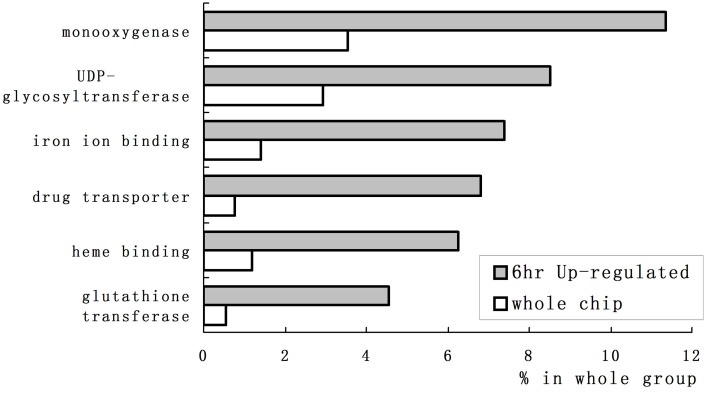 monooxygenase
UDP-
glycosyltransferase
iron ion binding
drug transporter
heme binding
glutathione
transferase
6hr Up-regulated
whole chip
0 2 4 6 8 10 12
% in whole group